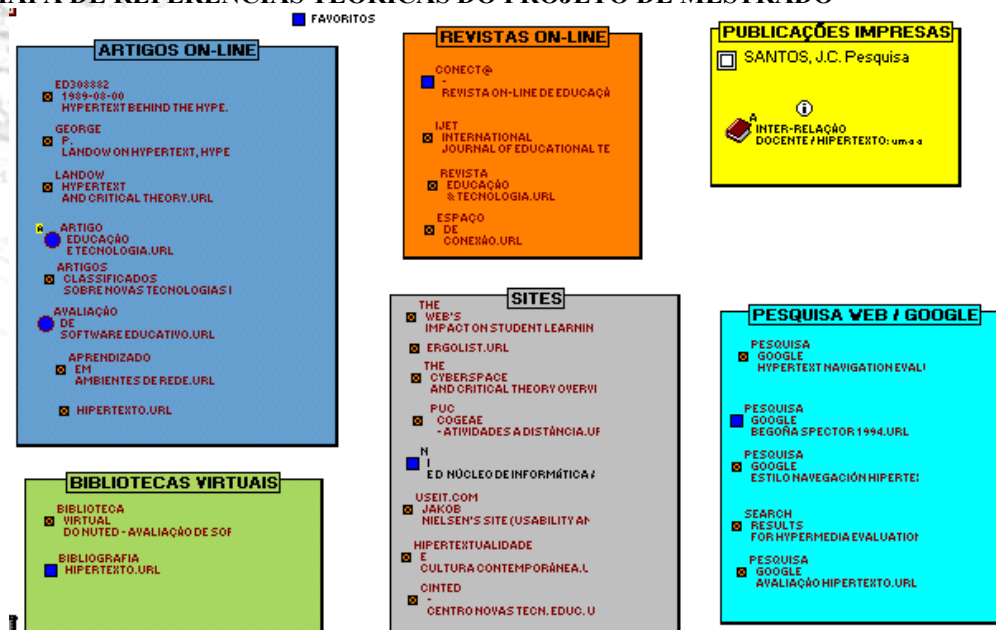 MAPA DE REFERÊNCIAS TEÓRICAS DO PROJETO DE MESTRADO
FAVORITOS
ARTIGOS ON-LINE
ED308882
1989-08-00
HYPERTEXT BEHIND THE HYPE.
GEORGE
P.
LANDOW ON HYPERTEXT, HYPE
LANDOW
HYPERTEXT
AND CRITICAL THEORY.URL
A
ARTIGO
EDUCAÇÃO
E TECNOLOGIA.URL
ARTIGOS
CLASSIFICADOS
SOBRE NOVAS TECNOLOGIAS I
AVALIAÇÃO
DE
SOFTWARE EDUCATIVO.URL
APRENDIZADO
EM
AMBIENTES DE REDE.URL
HIPERTEXTO.URL
BIBLIOTECAS VIRTUAIS
BIBLIOTECA
VIRTUAL
DO NUTED - AVALIAÇÃO DE SOF
BIBLIOGRAFIA
HIPERTEXTO.URL
REVISTAS ON-LINE
CONECT@
-
REVISTA ON-LINE DE EDUCAÇÃ
IJET
INTERNATIONAL
JOURNAL OF EDUCATIONAL TE
REVISTA
EDUCAÇÃO
& TECNOLOGIA.URL
ESPAÇO
DE
CONEXÃO.URL
SITES
THE
WEB'S
IMPACT ON STUDENT LEARNIN
ERGOLIST.URL
THE
CYBERSPACE
AND CRITICAL THEORY OVERVI
PUC
COGEAE
- ATIVIDADES A DISTÂNCIA.UR
N
I
ED NÚCLEO DE INFORMÁTICA A
USEIT.COM
JAKOB
NIELSEN'S SITE (USABILITY AN
HIPERTEXTUALIDADE
E
CULTURA CONTEMPORÂNEA.U
CINTED
-
CENTRO NOVAS TECN. EDUC. U
PUBLICAÇÕES IMPRESAS
SANTOS, J.C. Pesquisa
A
INTER-RELAÇÃO
DOCENTE / HIPERTEXTO: uma a
PESQUISA WEB / GOOGLE
PESQUISA
GOOGLE
HYPERTEXT NAVIGATION EVAL
PESQUISA
GOOGLE
BEGOÑA SPECTOR 1994.URL
PESQUISA
GOOGLE
ESTILO NAVEGACIÓN HIPERTE
SEARCH
RESULTS
FOR HYPERMEDIA EVALUATION
PESQUISA
GOOGLE
AVALIAÇÃO HIPERTEXTO.URL